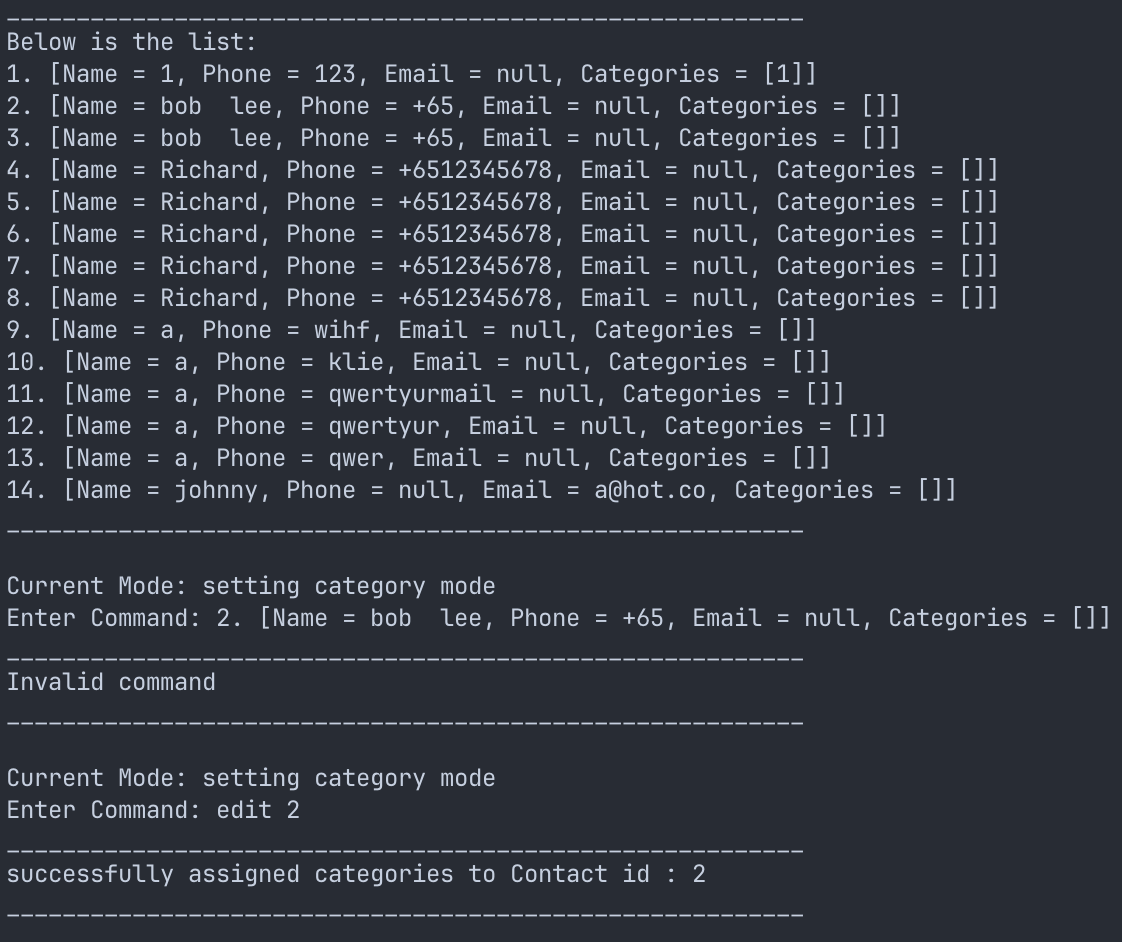 _________________________________________________________
Below is the list:
1. [Name = 1, Phone = 123, Email = null, Categories = [1]]
2. [Name = bob  lee, Phone = +65, Email = null, Categories = []]
3. [Name = bob  lee, Phone = +65, Email = null, Categories = []]
4. [Name = Richard, Phone = +6512345678, Email = null, Categories = []]
5. [Name = Richard, Phone = +6512345678, Email = null, Categories = []]
6. [Name = Richard, Phone = +6512345678, Email = null, Categories = []]
7. [Name = Richard, Phone = +6512345678, Email = null, Categories = []]
8. [Name = Richard, Phone = +6512345678, Email = null, Categories = []]
9. [Name = a, Phone = wihf, Email = null, Categories = []]
10. [Name = a, Phone = klie, Email = null, Categories = []]
11. [Name = a, Phone = qwertyurmail = null, Categories = []]
12. [Name = a, Phone = qwertyur, Email = null, Categories = []]
13. [Name = a, Phone = qwer, Email = null, Categories = []]
14. [Name = johnny, Phone = null, Email = a@hot.co, Categories = []]
_________________________________________________________

Current Mode: setting category mode
Enter Command: 2. [Name = bob  lee, Phone = +65, Email = null, Categories = []]
_________________________________________________________
Invalid command
_________________________________________________________

Current Mode: setting category mode
Enter Command: edit 2
_________________________________________________________
successfully assigned categories to Contact id : 2
_________________________________________________________